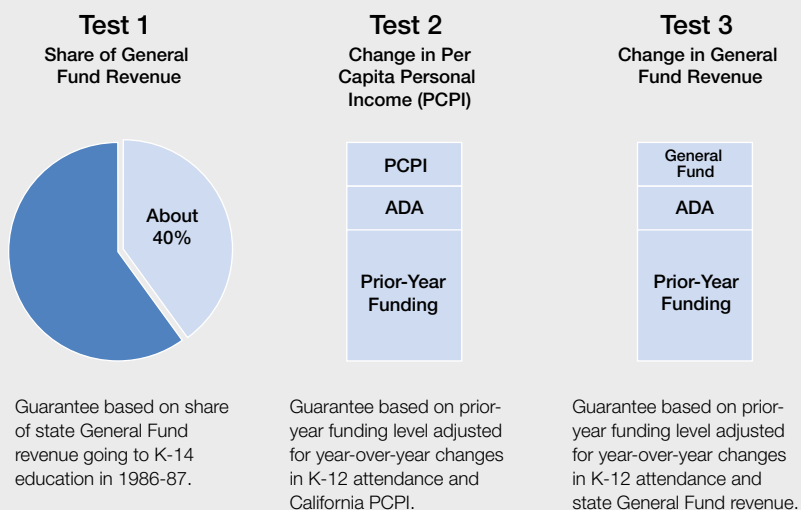 Test 1
Share of General
Fund Revenue
About
40%
Guarantee based on share
of state General Fund
revenue going to K-14
education in 1986-87.
Test 2
Change in Per
Capita Personal
Income (PCPI)
PCPI
ADA
Prior-Year
Funding
Guarantee based on prior-
year funding level adjusted
for year-over-year changes
in K-12 attendance and
California PCPI.
Test 3
Change in General
Fund Revenue
General
Fund
ADA
Prior-Year
Funding
Guarantee based on prior-
year funding level adjusted
for year-over-year changes
in K-12 attendance and
state General Fund revenue.